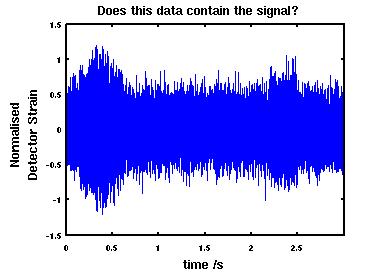 Does this data contain the signal?
1.5
1
0.5
0
-0.5
-1
-1.5
Normalised
Detector Strain
0 0.5 1 1.5 2 2.5
time /s